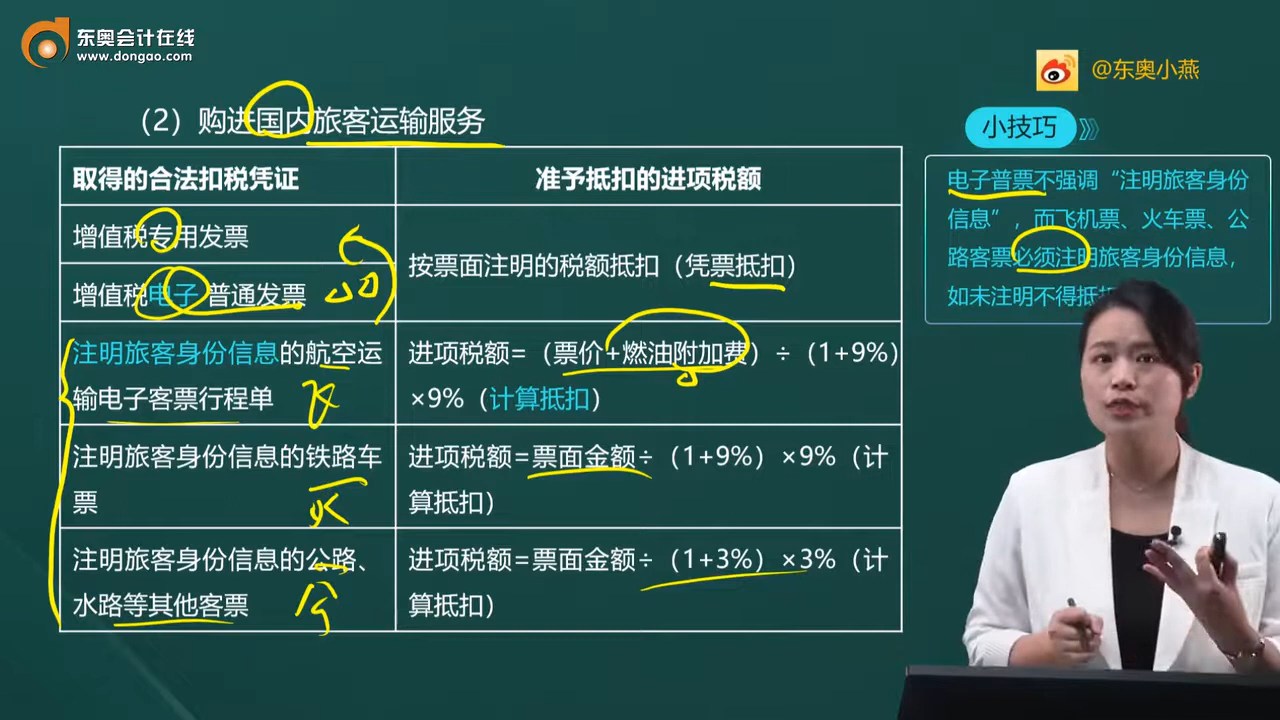 东奥会计在线
www.dongao.com
@东奥小燕
（2）购进国内旅客运输服务
小技巧
取得的合法扣税凭证
准予抵扣的进项税额
增值税专用发票
增值税电子普通发票
按票面注明的税额抵扣（凭票抵扣）
注明旅客身份信息的航空运
输电子客票行程单
进项税额=（票价+燃油附加费）÷（1+9%）
×9%（计算抵扣）
注明旅客身份信息的铁路车
票
进项税额=票面金额÷（1+9%）×9%（计
算抵扣）
注明旅客身份信息的公路、
水路等其他客票
进项税额=票面金额÷（1+3%）×3%（计
算抵扣）
飞
火
公
电子普票不强调“注明旅客身份
信息”，而飞机票、火车票、公
路客票必须注明旅客身份信息，
如未注明不得抵